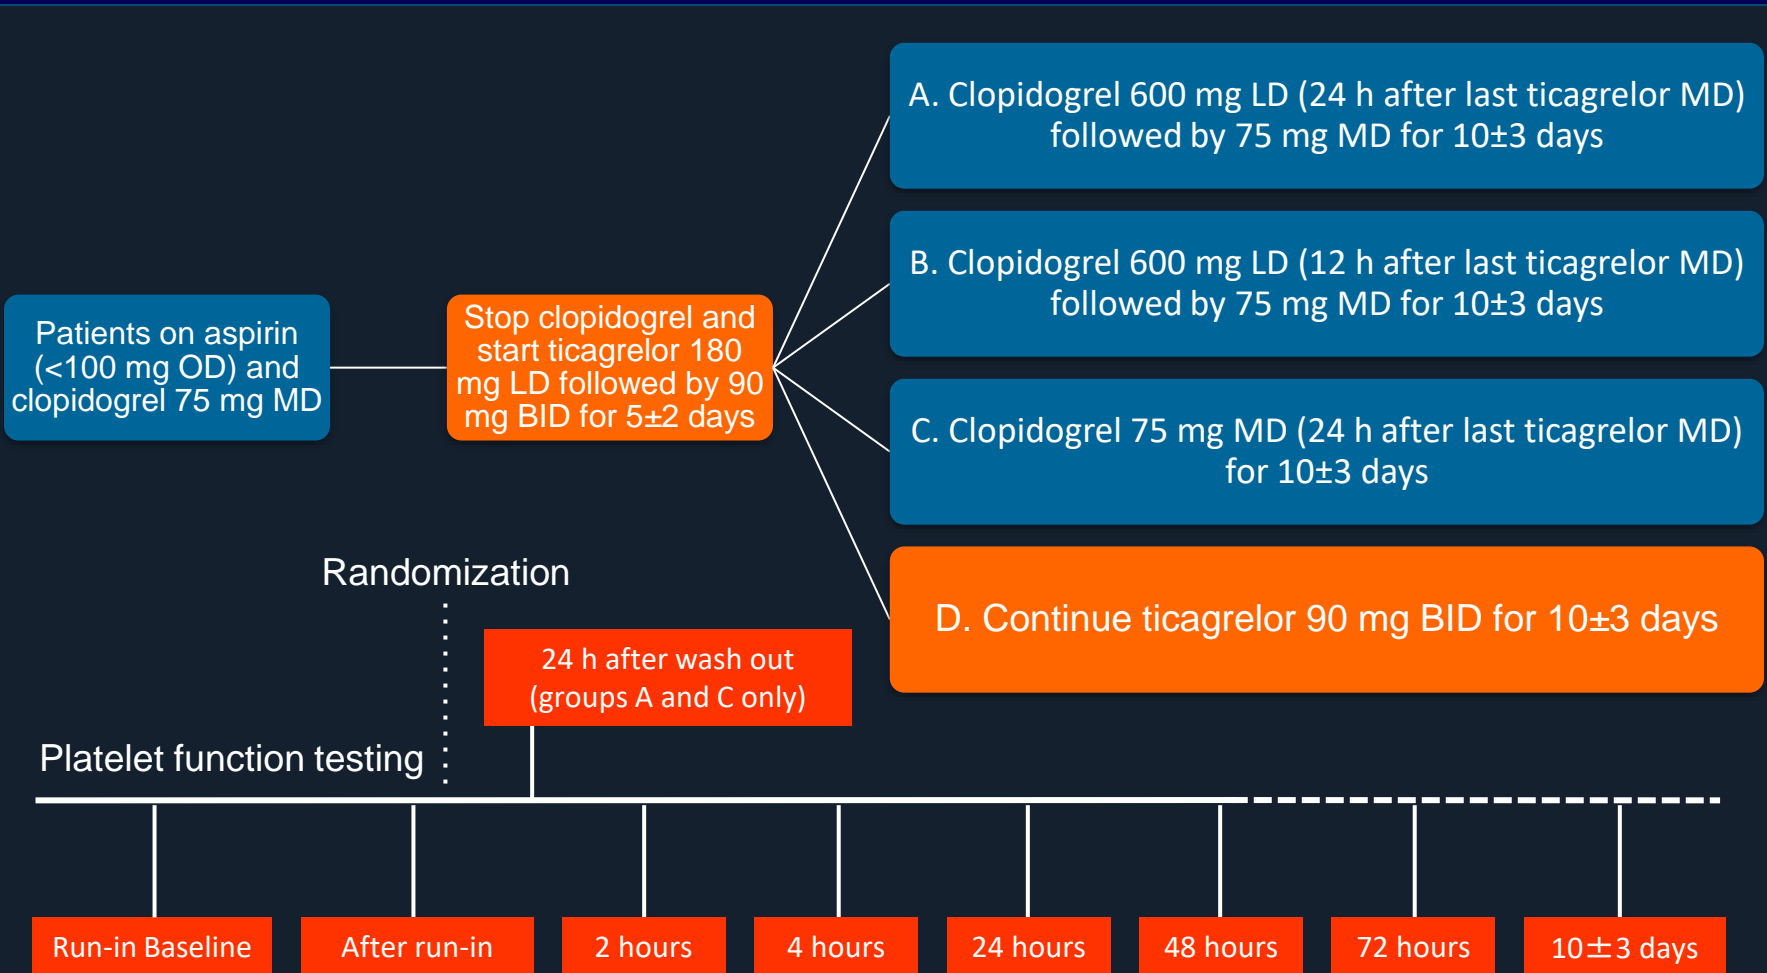 Patients on aspirin
(<100 mg OD) and
clopidogrel 75 mg MD
Stop clopidogrel and
start ticagrelor 180
mg LD followed by 90
mg BID for 5±2 days
A. Clopidogrel 600 mg LD (24 h after last ticagrelor MD)
followed by 75 mg MD for 10±3 days
B. Clopidogrel 600 mg LD (12 h after last ticagrelor MD)
followed by 75 mg MD for 10±3 days
C. Clopidogrel 75 mg MD (24 h after last ticagrelor MD)
for 10±3 days
D. Continue ticagrelor 90 mg BID for 10±3 days
Randomization
24 h after wash out
(groups A and C only)
Platelet function testing
Run-in Baseline
After run-in
2 hours
4 hours
24 hours
48 hours
72 hours
10±3 days